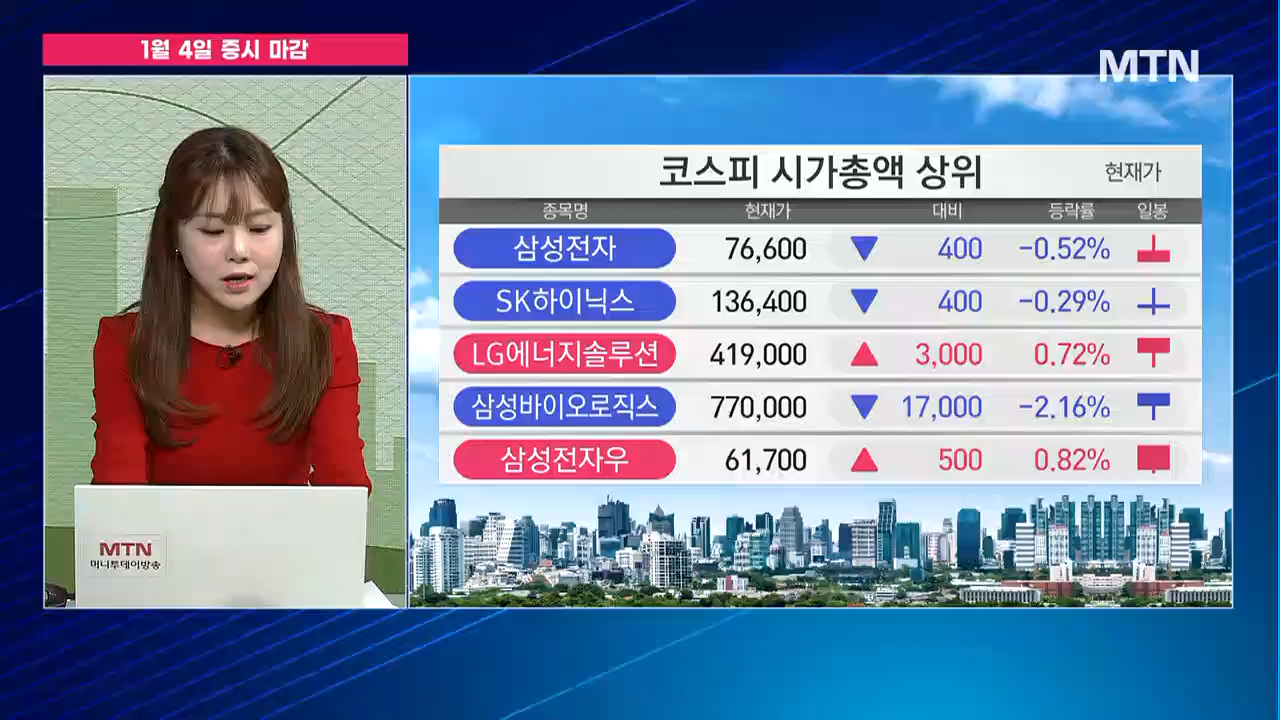 1월 4일 증시 마감
MTN
코스피 시가총액 상위
현재가
종목명 현재가 대비 등락률 일봉
삼성전자 76,600 ▼ 400 -0.52%
SK하이닉스 136,400 ▼ 400 -0.29%
LG에너지솔루션 419,000 ▲ 3,000 0.72%
삼성바이오로직스 770,000 ▼ 17,000 -2.16%
삼성전자우 61,700 ▲ 500 0.82%
MTN
머니투데이방송